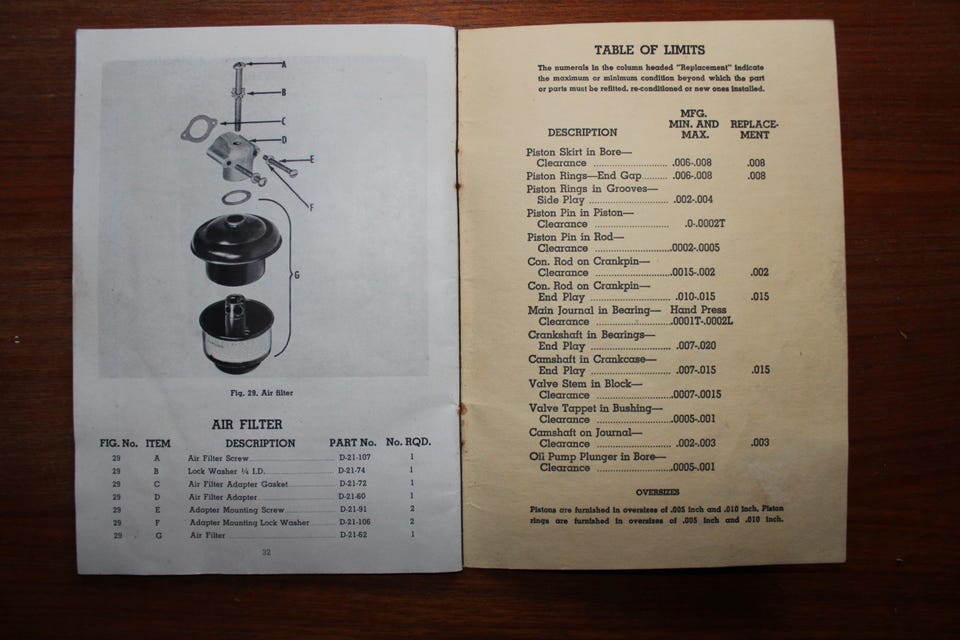 A
B
C
D
E
F
G
Fig. 29. Air filter
AIR FILTER
FIG. No. ITEM DESCRIPTION PART No. No. RQD.
29 A Air Filter Screw D-21-107 1
29 B Lock Washer ¼ I.D. D-21-74 1
29 C Air Filter Adapter Gasket D-21-72 1
29 D Air Filter Adapter D-21-60 1
29 E Adapter Mounting Screw D-21-91 2
29 F Adapter Mounting Lock Washer D-21-106 2
29 G Air Filter D-21-62 1
32
TABLE OF LIMITS
The numerals in the column headed "Replacement" indicate
the maximum or minimum condition beyond which the part
or parts must be refitted, re-conditioned or new ones installed.
MFG.
MIN. AND REPLACE-
DESCRIPTION MAX. MENT
Piston Skirt in Bore—
Clearance .006-.008 .008
Piston Rings—End Gap .006-.008 .008
Piston Rings in Grooves—
Side Play .002-.004
Piston Pin in Piston—
Clearance .0-.0002T
Piston Pin in Rod—
Clearance .0002-.0005
Con. Rod on Crankpin—
Clearance .0015-.002 .002
Con. Rod on Crankpin—
End Play .010-.015 .015
Main Journal in Bearing— Hand Press
Clearance .0001T-.0002L
Crankshaft in Bearings—
End Play .007-.020
Camshaft in Crankcase—
End Play .007-.015 .015
Valve Stem in Block—
Clearance .0007-.0015
Valve Tappet in Bushing—
Clearance .0005-.001
Camshaft on Journal—
Clearance .002-.003 .003
Oil Pump Plunger in Bore—
Clearance .0005-.001
OVERSIZES
Pistons are furnished in oversizes of .005 inch and .010 inch. Piston
rings are furnished in oversizes of .005 inch and .010 inch.